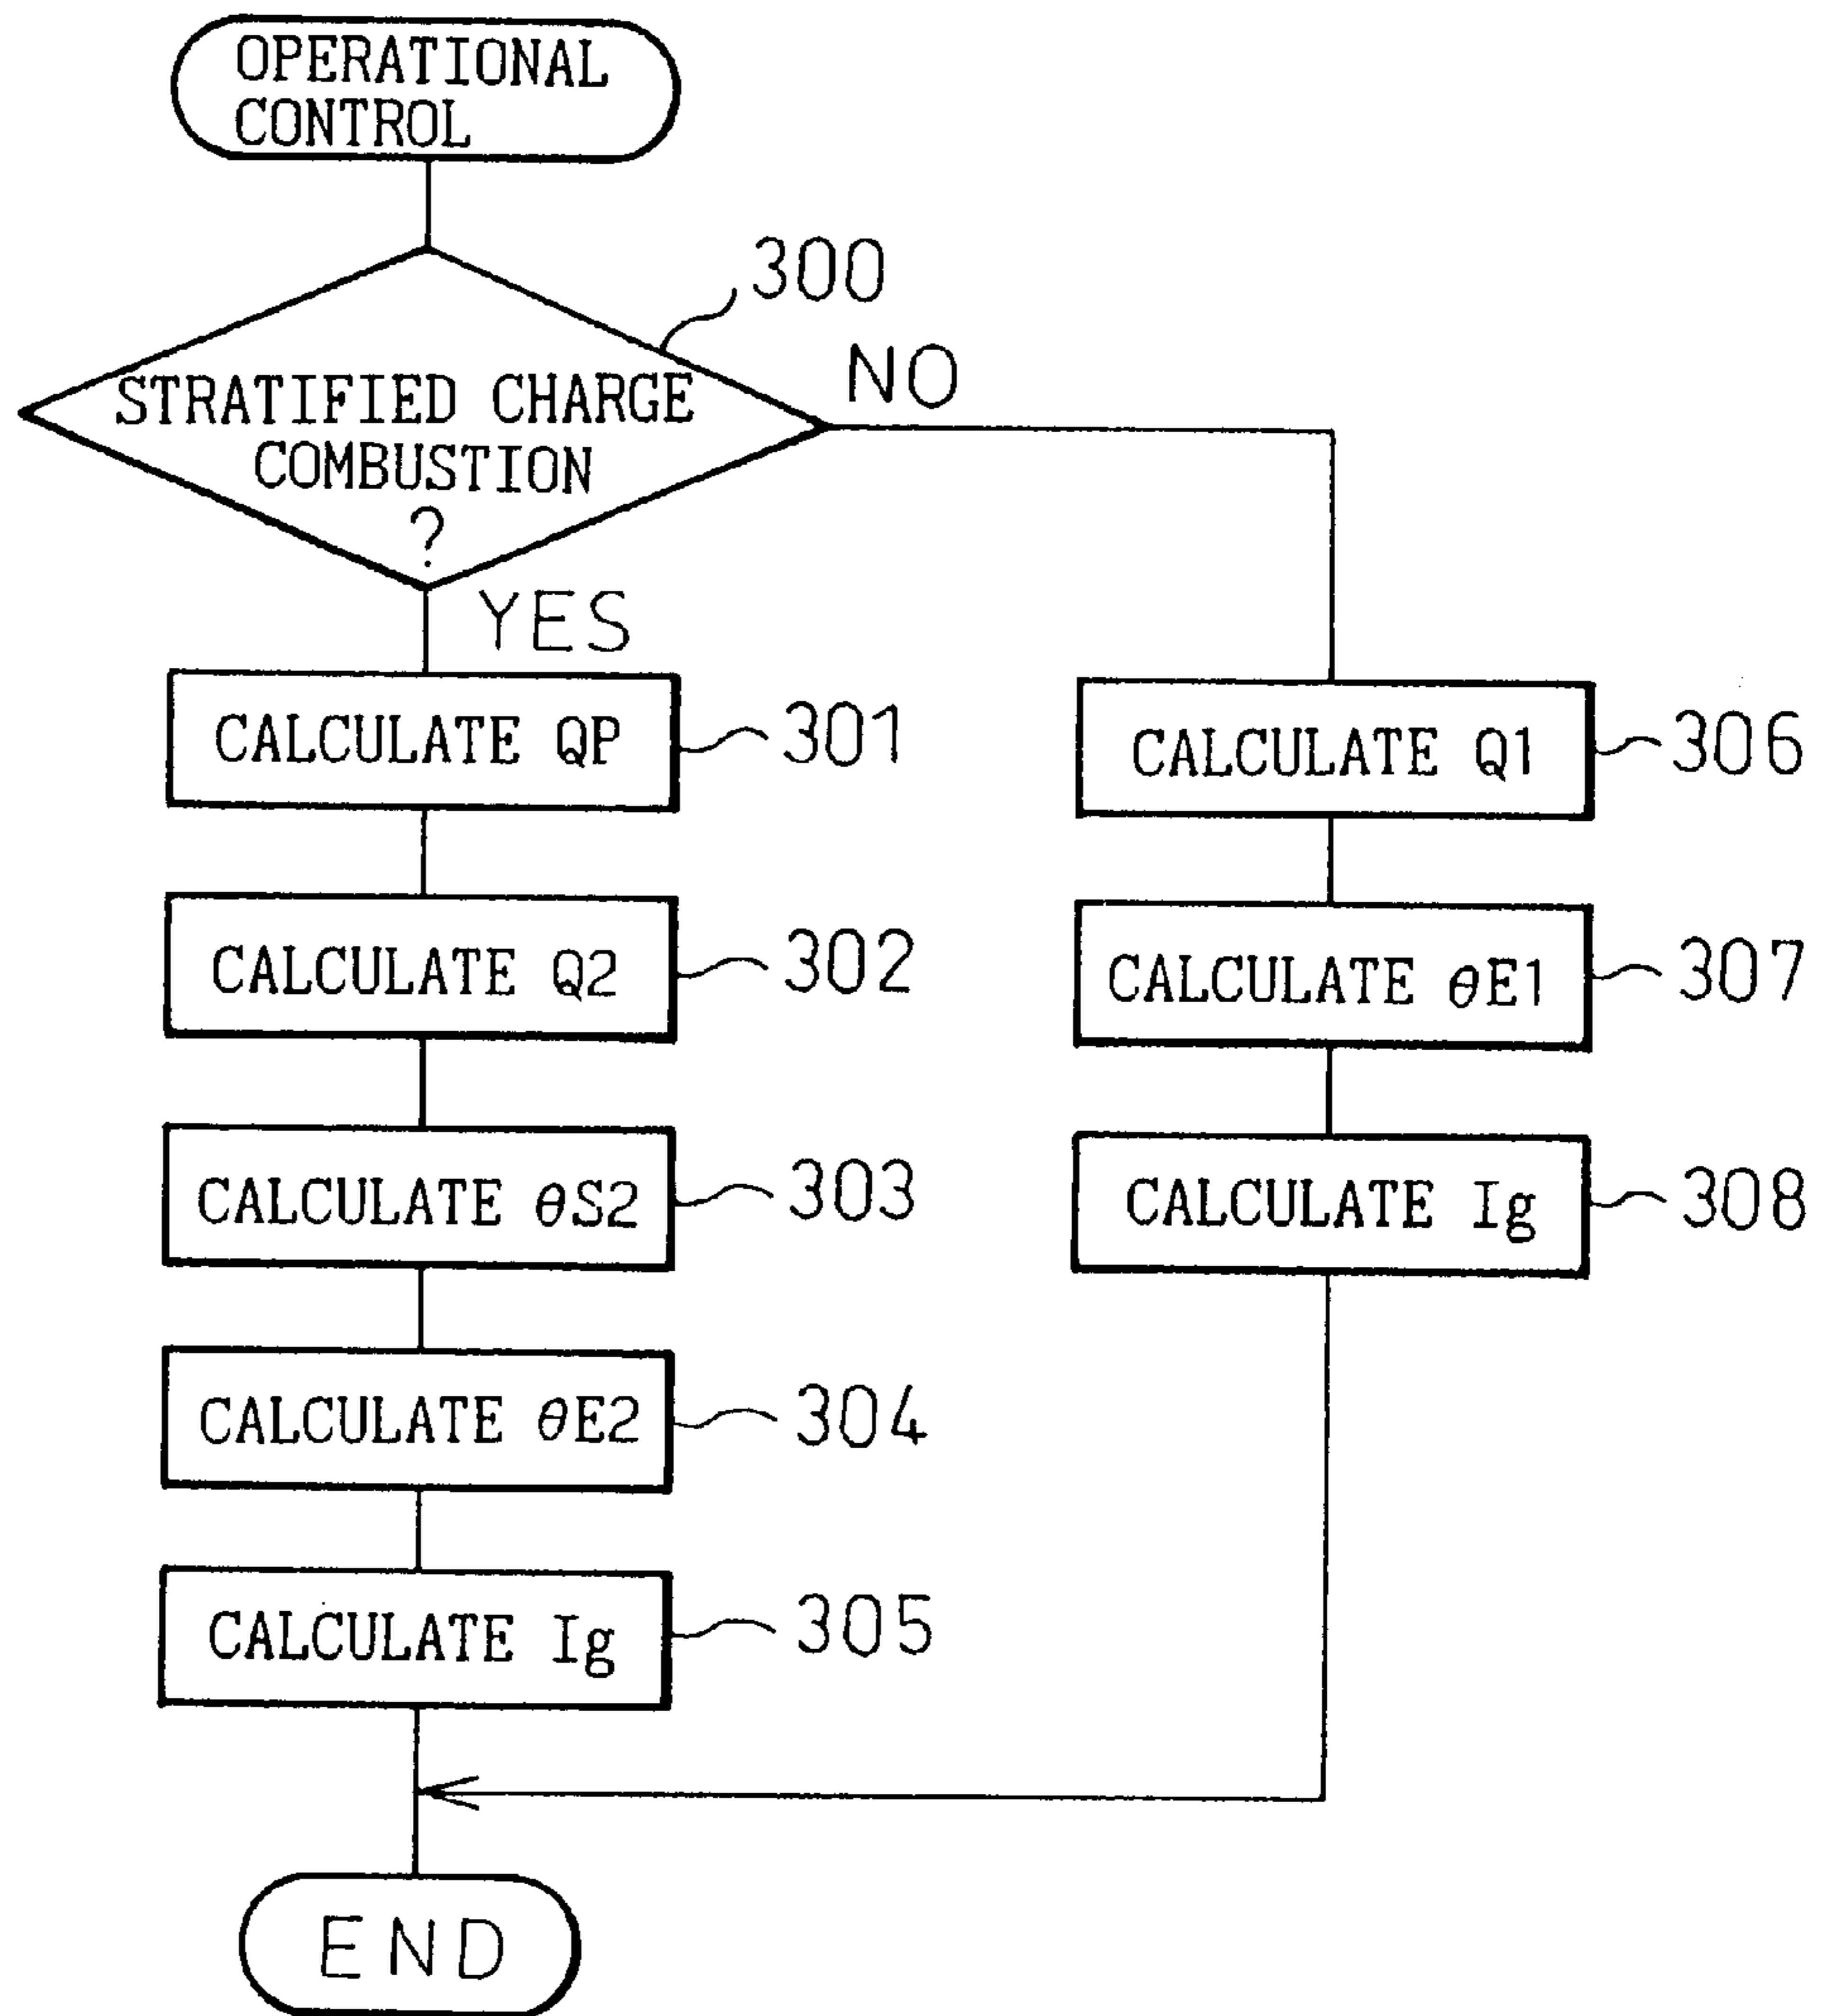 OPERATIONAL
CONTROL
300
STRATIFIED CHARGE
COMBUSTION
?
NO
YES
CALCULATE QP
301
CALCULATE Q2
302
CALCULATE θS2
303
CALCULATE θE2
304
CALCULATE Ig
305
CALCULATE Q1
306
CALCULATE θE1
307
CALCULATE Ig
308
END